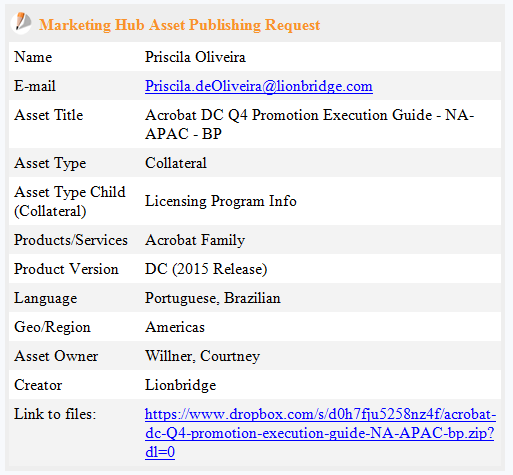 Marketing Hub Asset Publishing Request
Name Priscila Oliveira
E-mail Priscila.deOliveira@lionbridge.com
Asset Title Acrobat DC Q4 Promotion Execution Guide - NA-
APAC - BP
Asset Type Collateral
Asset Type Child
(Collateral) Licensing Program Info
Products/Services Acrobat Family
Product Version DC (2015 Release)
Language Portuguese, Brazilian
Geo/Region Americas
Asset Owner Willner, Courtney
Creator Lionbridge
Link to files: https://www.dropbox.com/s/d0h7fju5258nz4f/acrobat-
dc-Q4-promotion-execution-guide-NA-APAC-bp.zip?
dl=0